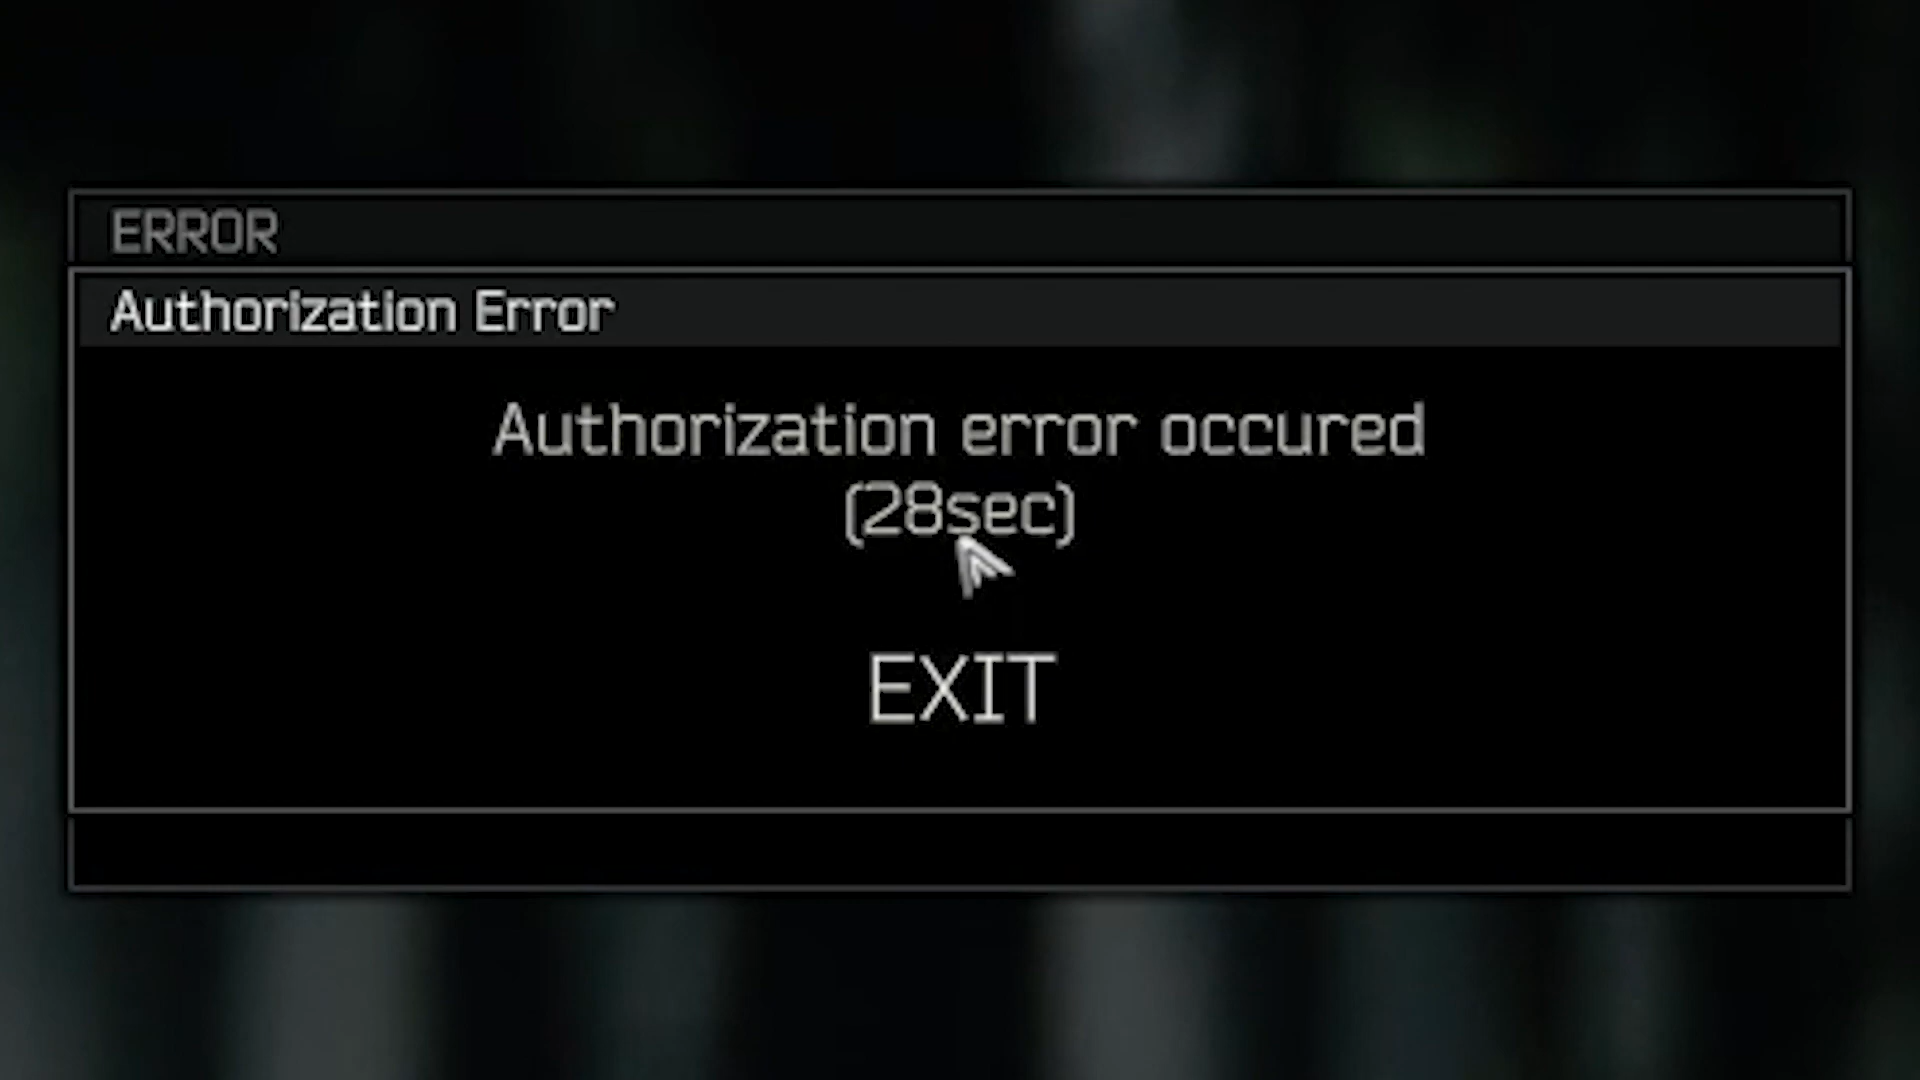 ERROR
Authorization Error
Authorization error occured
(28sec)
EXIT